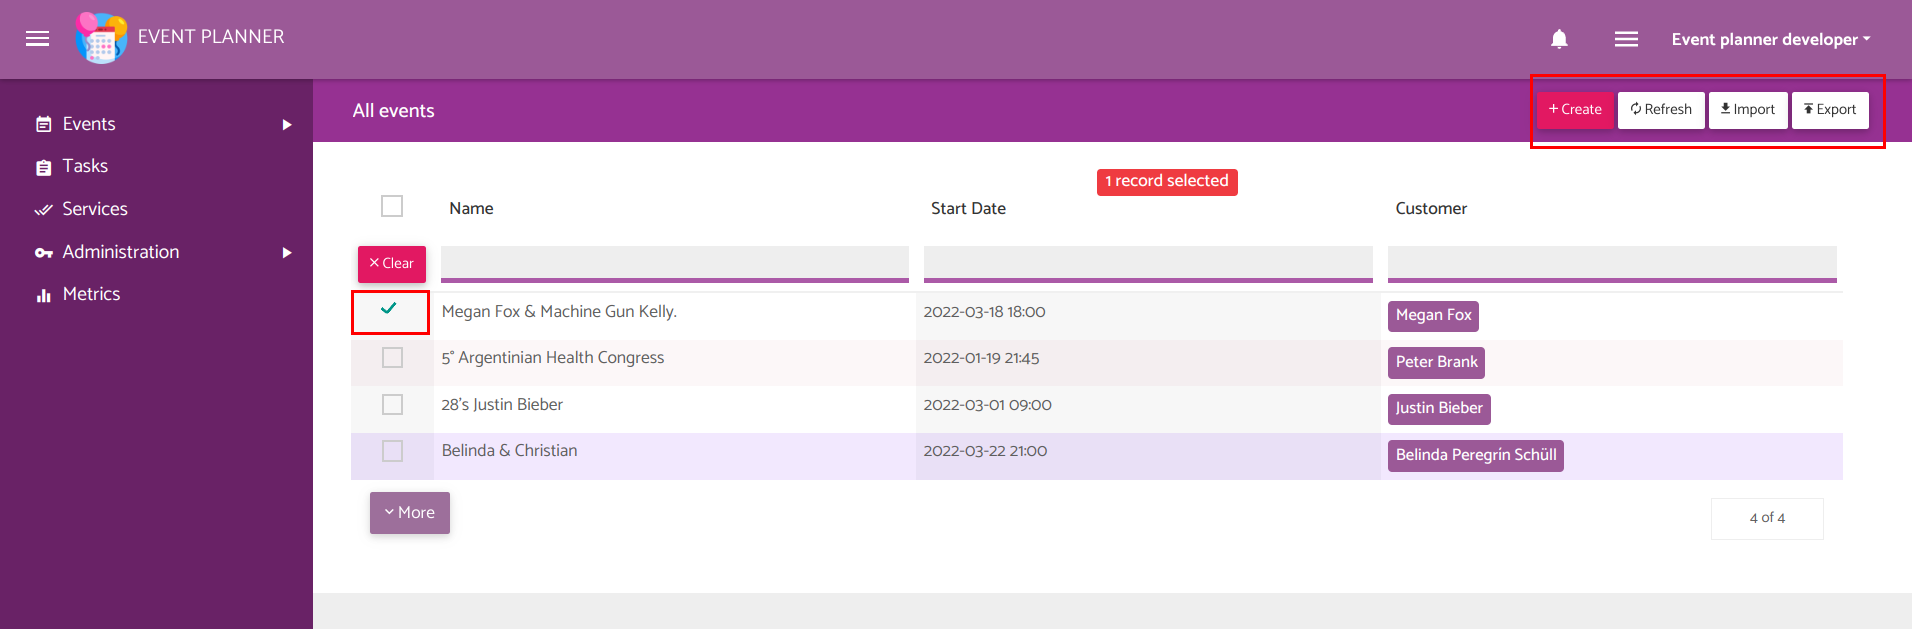 EVENT PLANNER
Event planner developer
Events
Tasks
Services
Administration
Metrics
All events
+ Create
Refresh
Import
Export
1 record selected
Name
Start Date
Customer
× Clear
Megan Fox & Machine Gun Kelly.
2022-03-18 18:00
Megan Fox
5° Argentinian Health Congress
2022-01-19 21:45
Peter Brank
28's Justin Bieber
2022-03-01 09:00
Justin Bieber
Belinda & Christian
2022-03-22 21:00
Belinda Peregrín Schüll
More
4 of 4